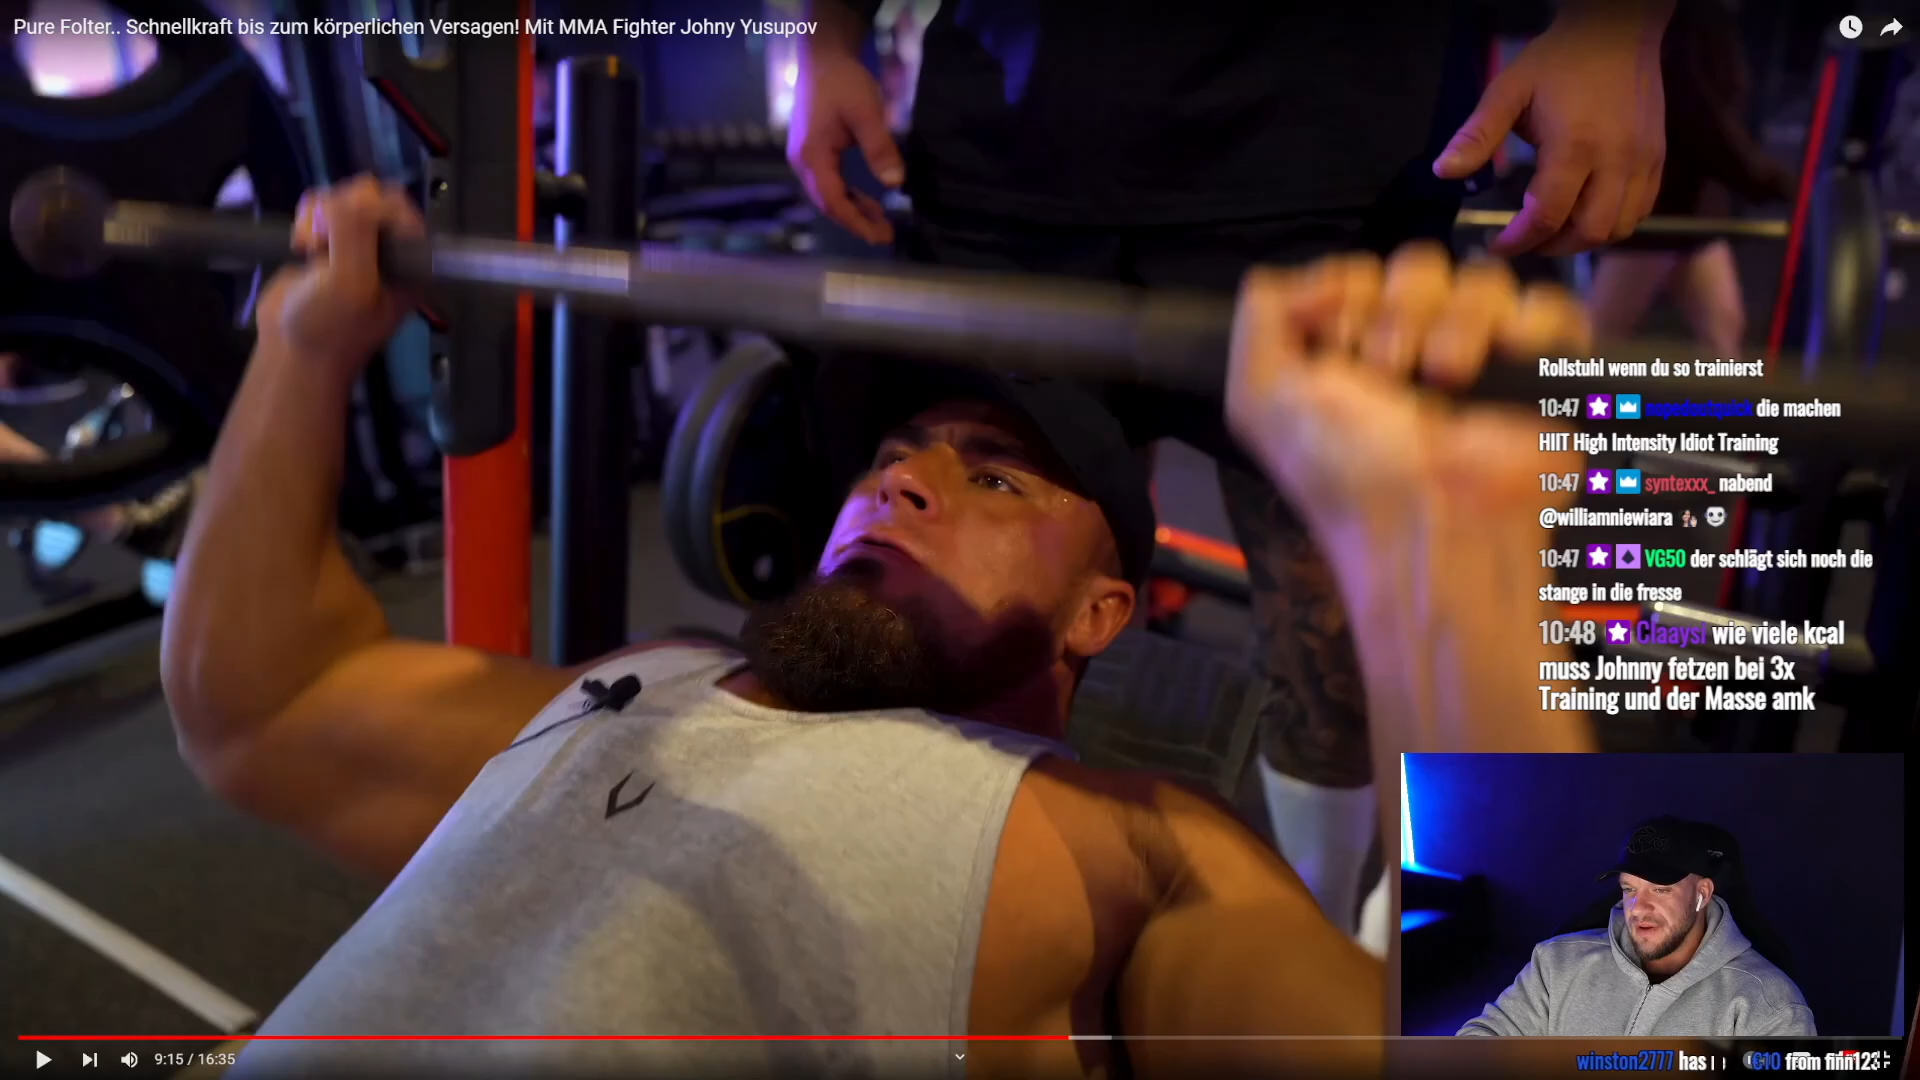 Pure Folter.. Schnellkraft bis zum körperlichen Versagen! Mit MMA Fighter Johny Yusupov
Rollstuhl wenn du so trainierst
10:47 nopedoutquick die machen
HIIT High Intensity Idiot Training
10:47 syntexxx_ nabend
@williamniewiara
10:47 VG50 der schlägt sich noch die
stange in die fresse
10:48 Claaysi wie viele kcal
muss Johnny fetzen bei 3x
Training und der Masse amk
9:15 / 16:35
winston2777 has
€10 from finn123